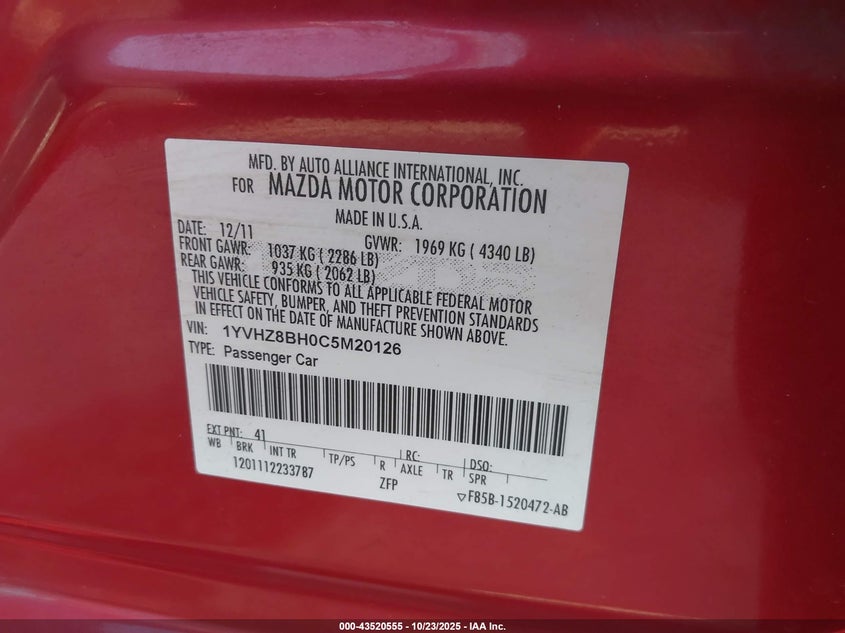 MFD. BY AUTO ALLIANCE INTERNATIONAL, INC.
FOR MAZDA MOTOR CORPORATION
MADE IN U.S.A.
DATE: 12/11 GVWR: 1969 KG ( 4340 LB)
FRONT GAWR: 1037 KG ( 2286 LB)
REAR GAWR: 935 KG ( 2062 LB)
THIS VEHICLE CONFORMS TO ALL APPLICABLE FEDERAL MOTOR
VEHICLE SAFETY, BUMPER, AND THEFT PREVENTION STANDARDS
IN EFFECT ON THE DATE OF MANUFACTURE SHOWN ABOVE.
VIN: 1YVHZ8BH0C5M20126
TYPE: Passenger Car
EXT PNT: 41 RC: DSO:
WB BRK INT TR TP/PS R AXLE TR SPR
1201112233787 ZFP
▽F85B-1520472-AB
000-43520555 - 10/23/2025 - IAA Inc.